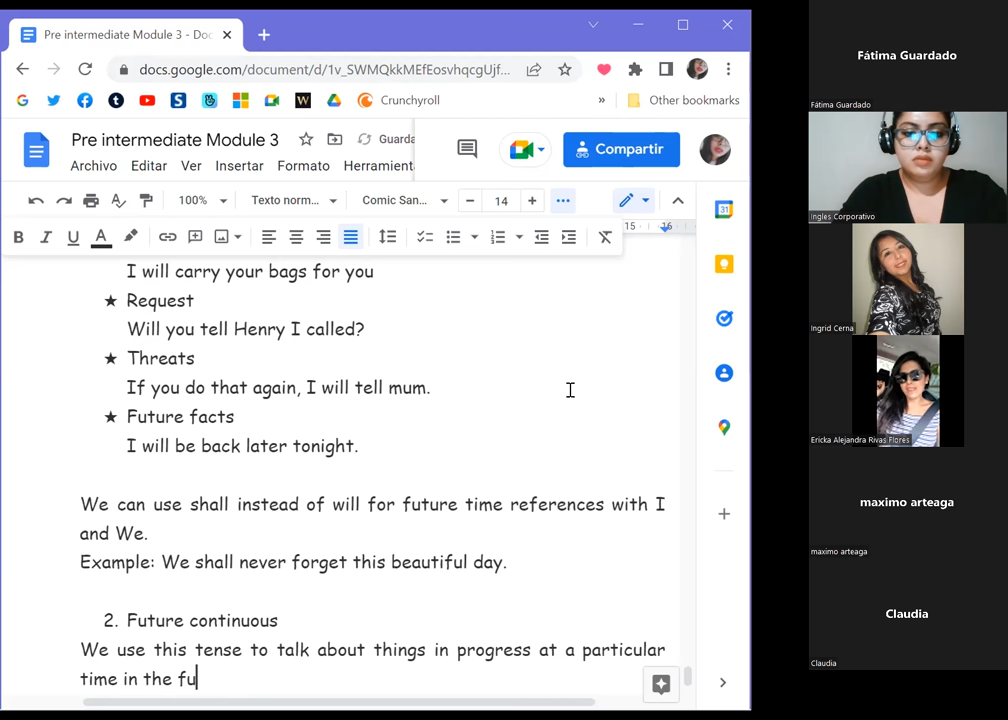 Pre intermediate Module 3 - Doc
docs.google.com/document/d/1v_SWMQkkMEfEosvhqcgUjf...
Crunchyroll
»
Other bookmarks
Pre intermediate Module 3
Guarda
Archivo Editar Ver Insertar Formato Herramient
Compartir
100% Texto norm... Comic San... 14
B I U A
15 16
31
I will carry your bags for you
★ Request
Will you tell Henry I called?
★ Threats
If you do that again, I will tell mum.
★ Future facts
I will be back later tonight.
We can use shall instead of will for future time references with I
and We.
Example: We shall never forget this beautiful day.
2. Future continuous
We use this tense to talk about things in progress at a particular
time in the fu
Fátima Guardado
Fátima Guardado
Ingles Corporativo
Ingrid Cerna
Ericka Alejandra Rivas Flores
maximo arteaga
maximo arteaga
Claudia
Claudia